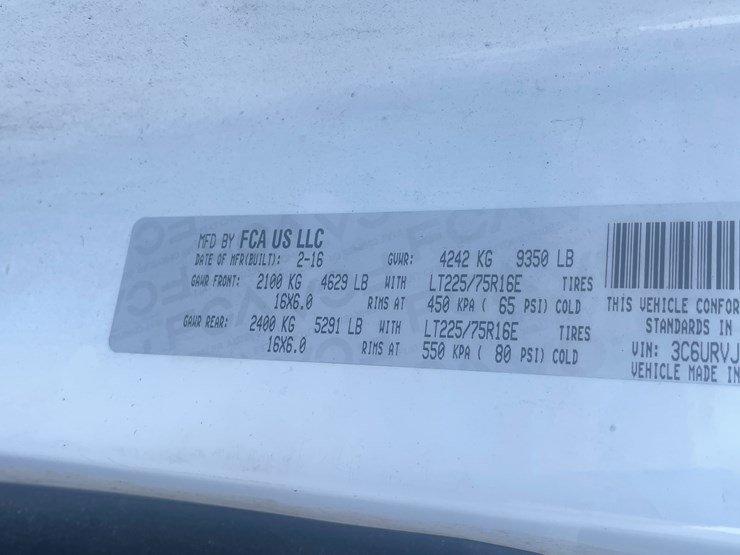 MFD BY FCA US LLC
DATE OF MFR(BUILT): 2-16 GVWR: 4242 KG 9350 LB
GAWR FRONT: 2100 KG 4629 LB WITH LT225/75R16E TIRES
16X6.0 RIMS AT 450 KPA ( 65 PSI) COLD
GAWR REAR: 2400 KG 5291 LB WITH LT225/75R16E TIRES
16X6.0 RIMS AT 550 KPA ( 80 PSI) COLD
THIS VEHICLE CONFOR
STANDARDS IN
VIN: 3C6URVJ
VEHICLE MADE IN